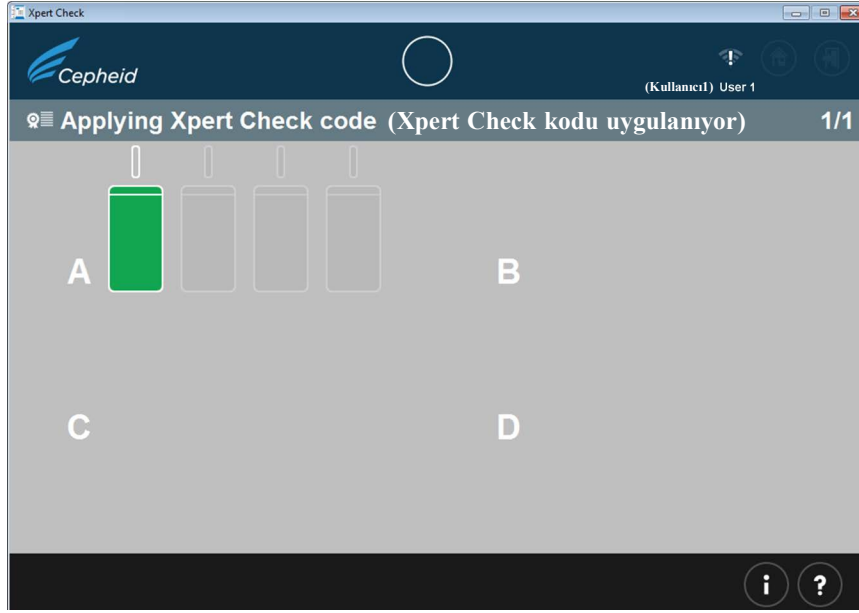 Xpert Check
Cepheid
(Kullanıcı1) User 1
Applying Xpert Check code (Xpert Check kodu uygulanıyor) 1/1
A B
C D
i ?